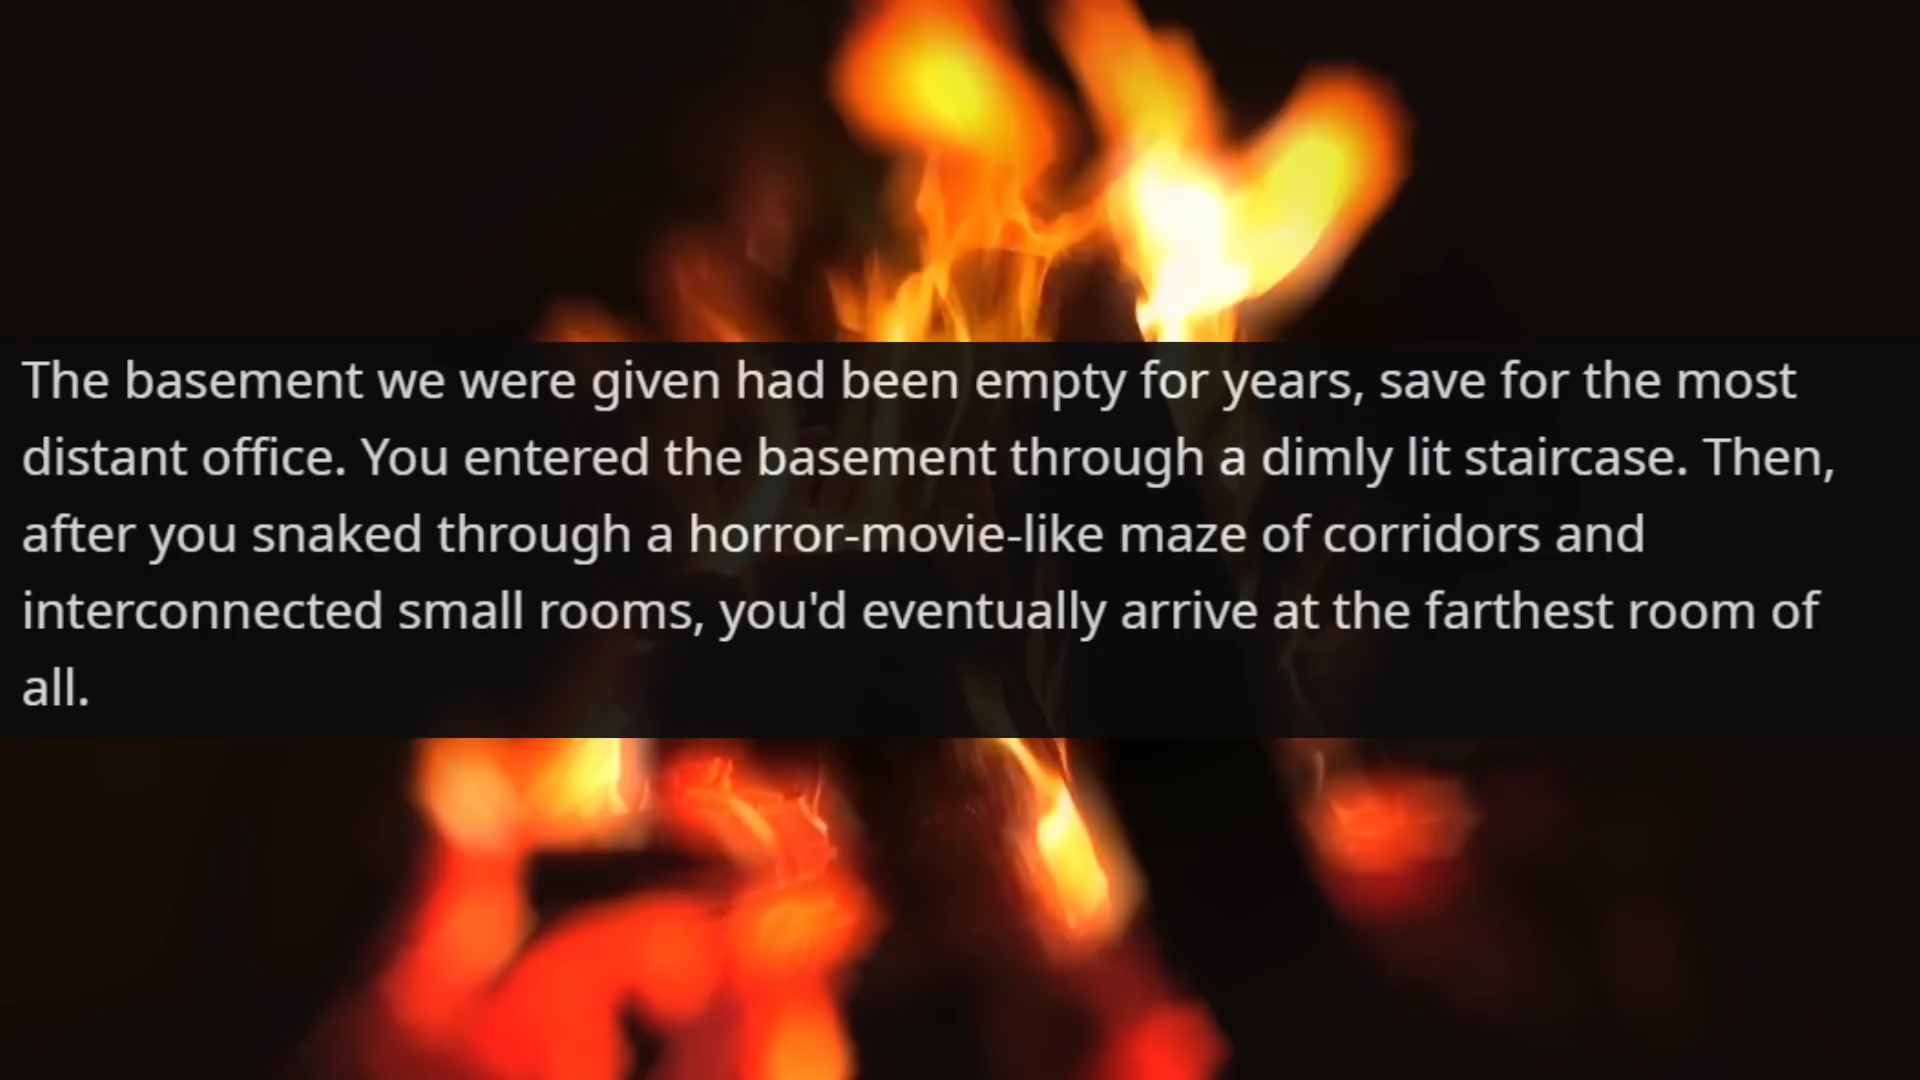 The basement we were given had been empty for years, save for the most
distant office. You entered the basement through a dimly lit staircase. Then,
after you snaked through a horror-movie-like maze of corridors and
interconnected small rooms, you'd eventually arrive at the farthest room of
all.